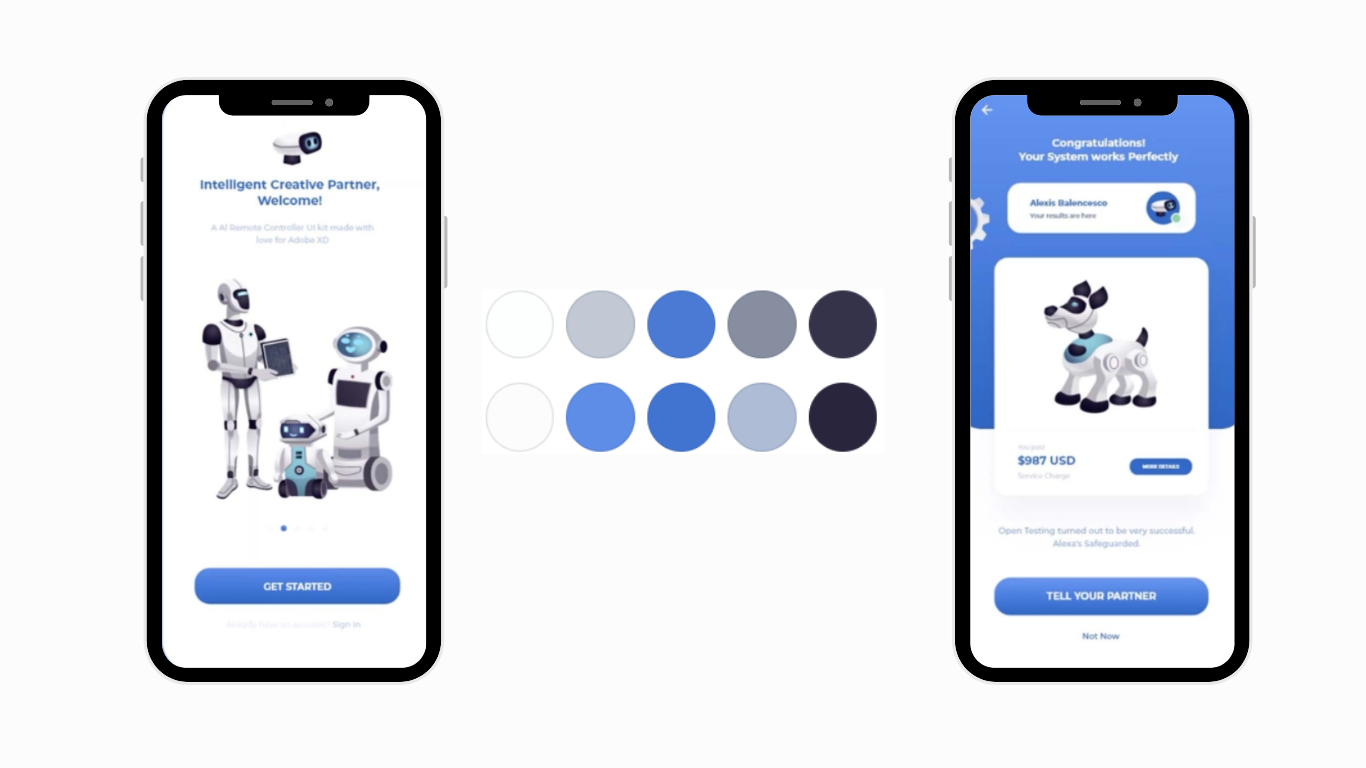 Intelligent Creative Partner,
Welcome!
A AI Remote Controller UI kit made with
love for Adobe XD
GET STARTED
Already have an account? Sign In
Congratulations!
Your System works Perfectly
Alexis Balencesco
Your results are here
You paid
$987 USD
Service Charge
MORE DETAILS
Open Testing turned out to be very successful.
Alexa's Safeguarded.
TELL YOUR PARTNER
Not Now